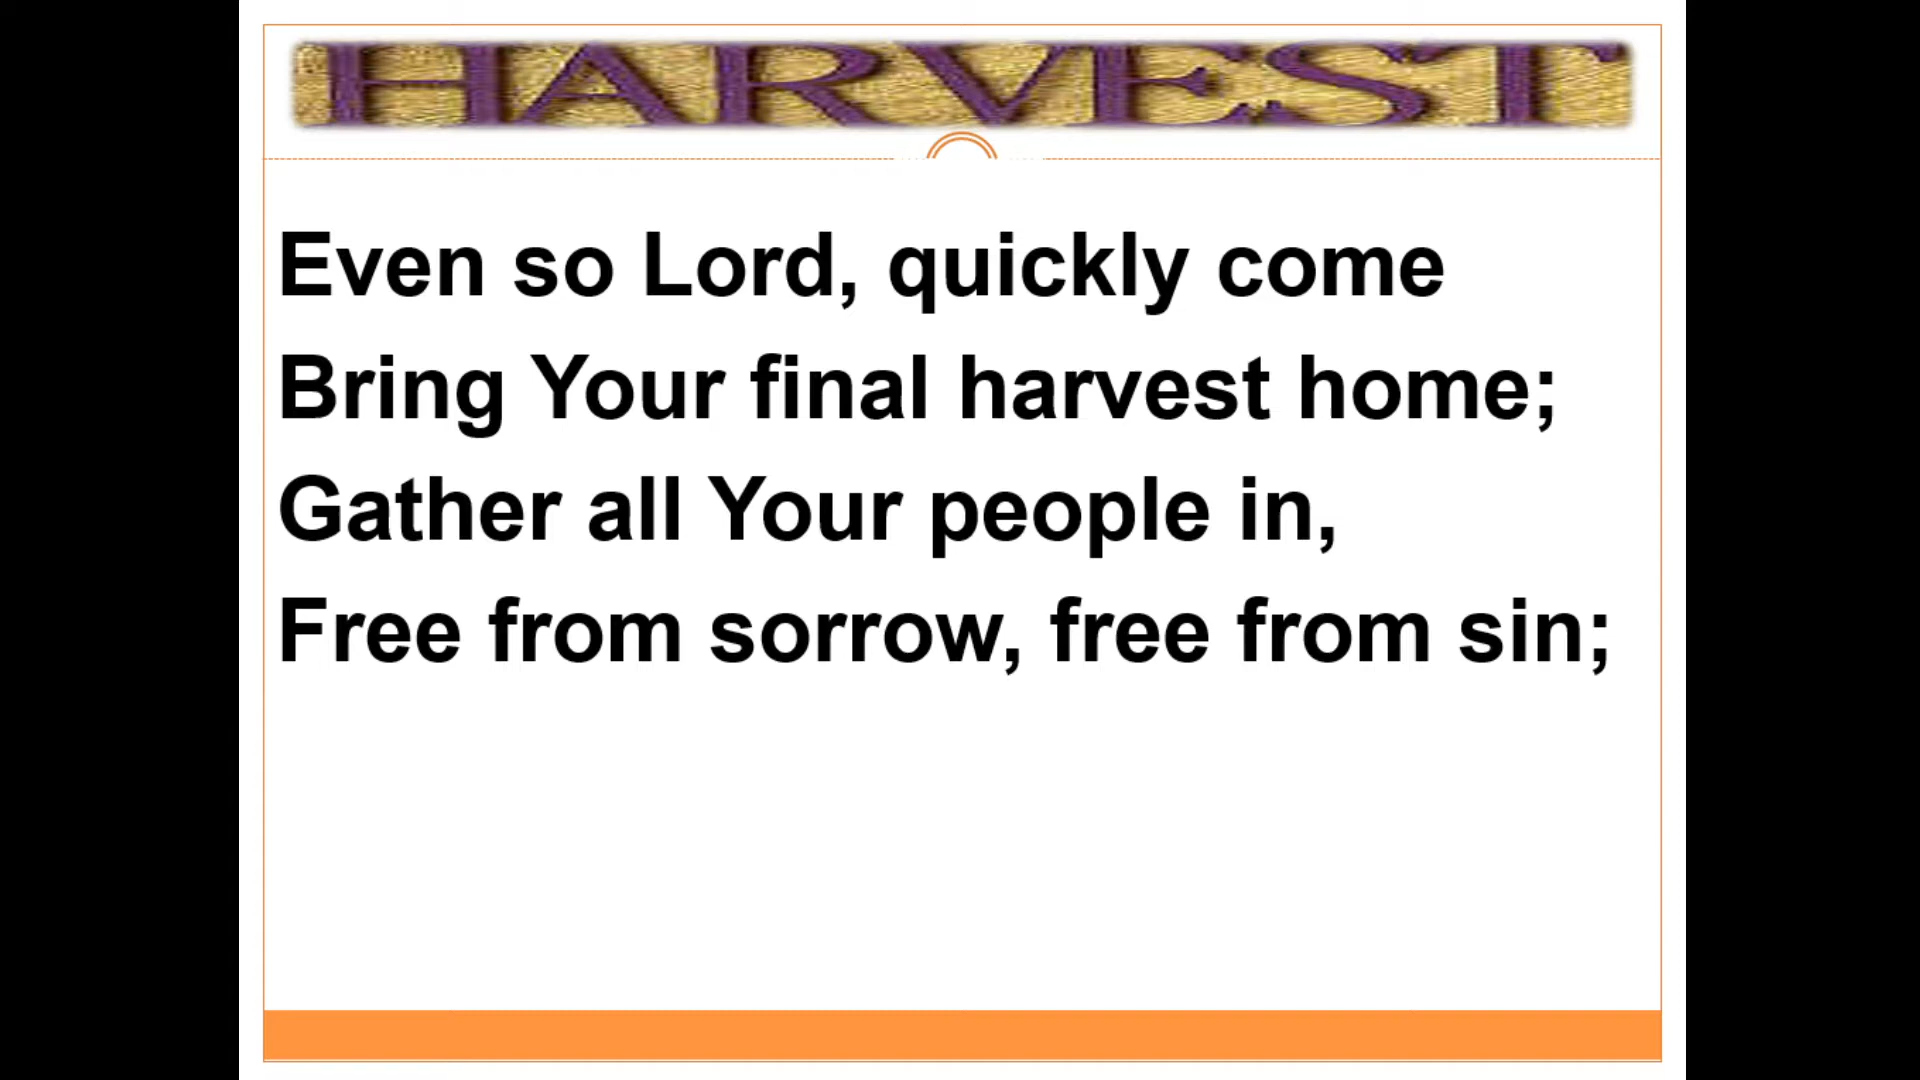 HARVEST
Even so Lord, quickly come
Bring Your final harvest home;
Gather all Your people in,
Free from sorrow, free from sin;